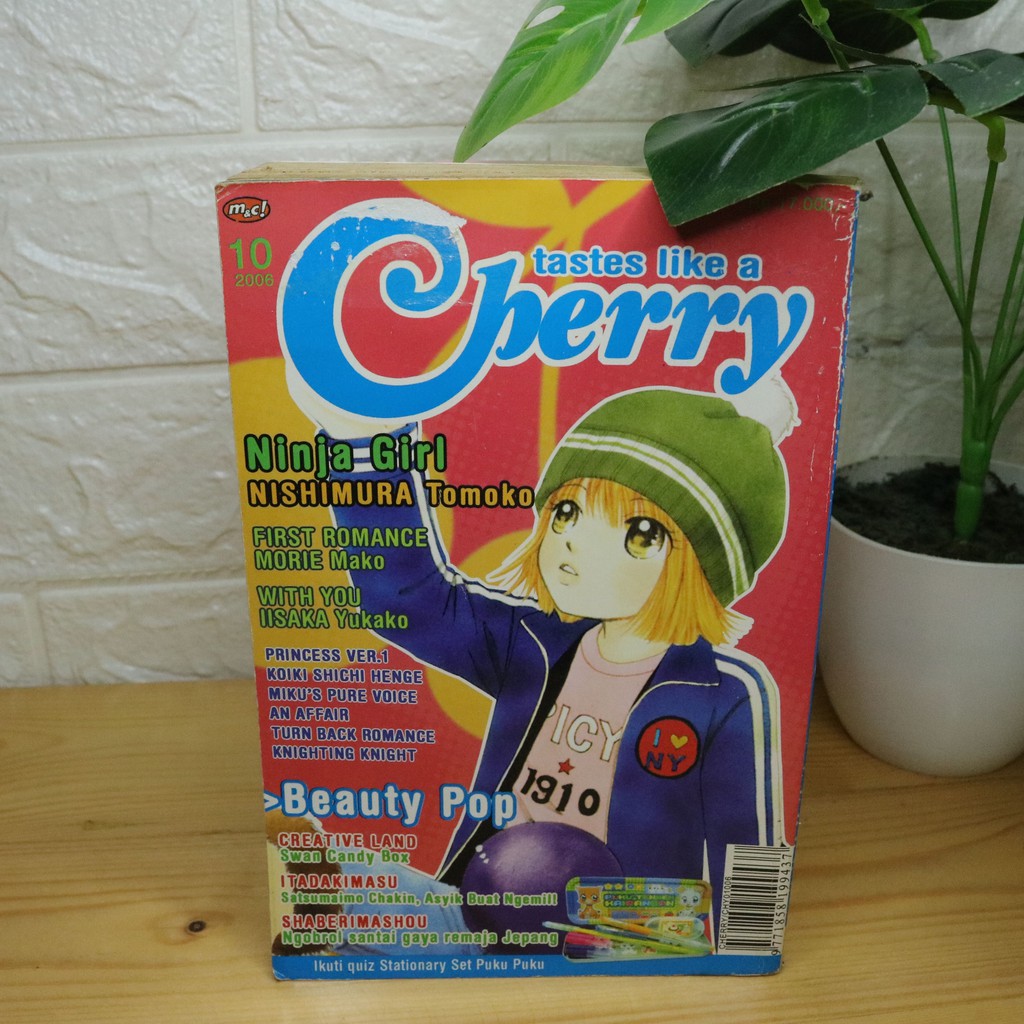 m&c!
10
2006
tastes like a
Cherry
Ninja Girl
NISHIMURA Tomoko
FIRST ROMANCE
MORIE Mako
WITH YOU
IISAKA Yukako
PRINCESS VER.1
KOIKI SHICHI HENGE
MIKU'S PURE VOICE
AN AFFAIR
TURN BACK ROMANCE
KNIGHTING KNIGHT
>Beauty Pop
CREATIVE LAND
Swan Candy Box
ITADAKIMASU
Satsumaimo Chakin, Asyik Buat Ngemil!!
SHABERIMASHOU
Ngobrol santai gaya remaja Jepang
Ikuti quiz Stationary Set Puku Puku
PICY
1910
I
NY
9 771858 199437